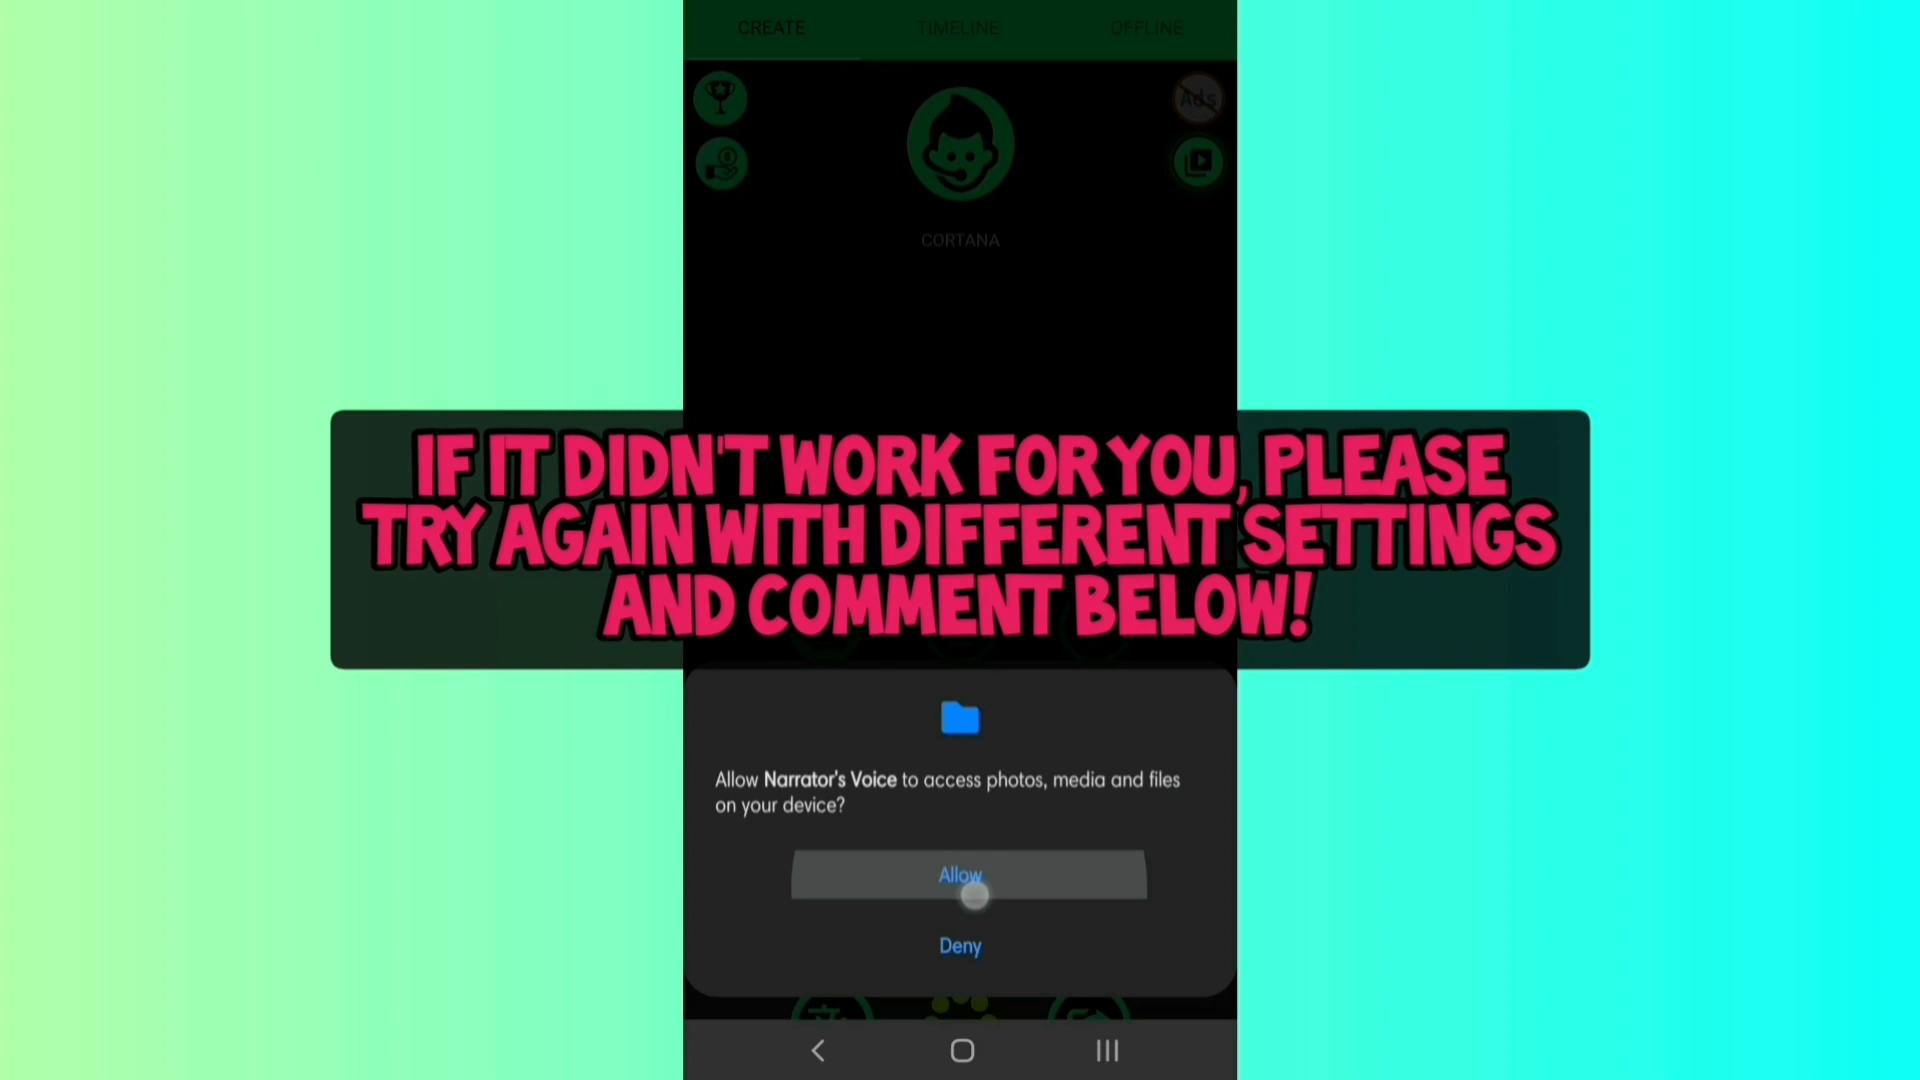 CREATE TIMELINE OFFLINE
Ads
CORTANA
IF IT DIDN'T WORK FOR YOU, PLEASE
TRY AGAIN WITH DIFFERENT SETTINGS
AND COMMENT BELOW!
Allow Narrator's Voice to access photos, media and files
on your device?
Allow
Deny